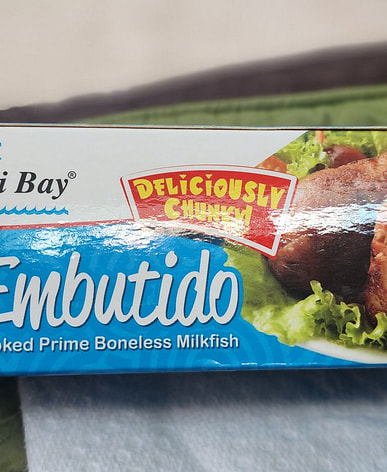 i Bay®
DELiCiOUSLY
CHUNKY!
Embutido
oked Prime Boneless Milkfish